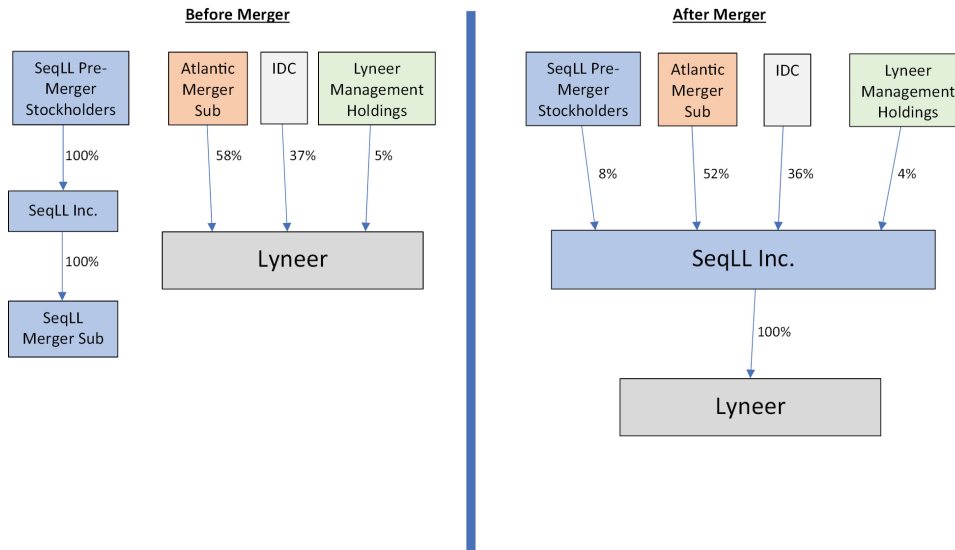 Before Merger
SeqLL Pre-
Merger
Stockholders
Atlantic
Merger
Sub
IDC
Lyneer
Management
Holdings
100%
58%
37%
5%
SeqLL Inc.
Lyneer
100%
SeqLL
Merger Sub
After Merger
SeqLL Pre-
Merger
Stockholders
Atlantic
Merger
Sub
IDC
Lyneer
Management
Holdings
8%
52%
36%
4%
SeqLL Inc.
100%
Lyneer